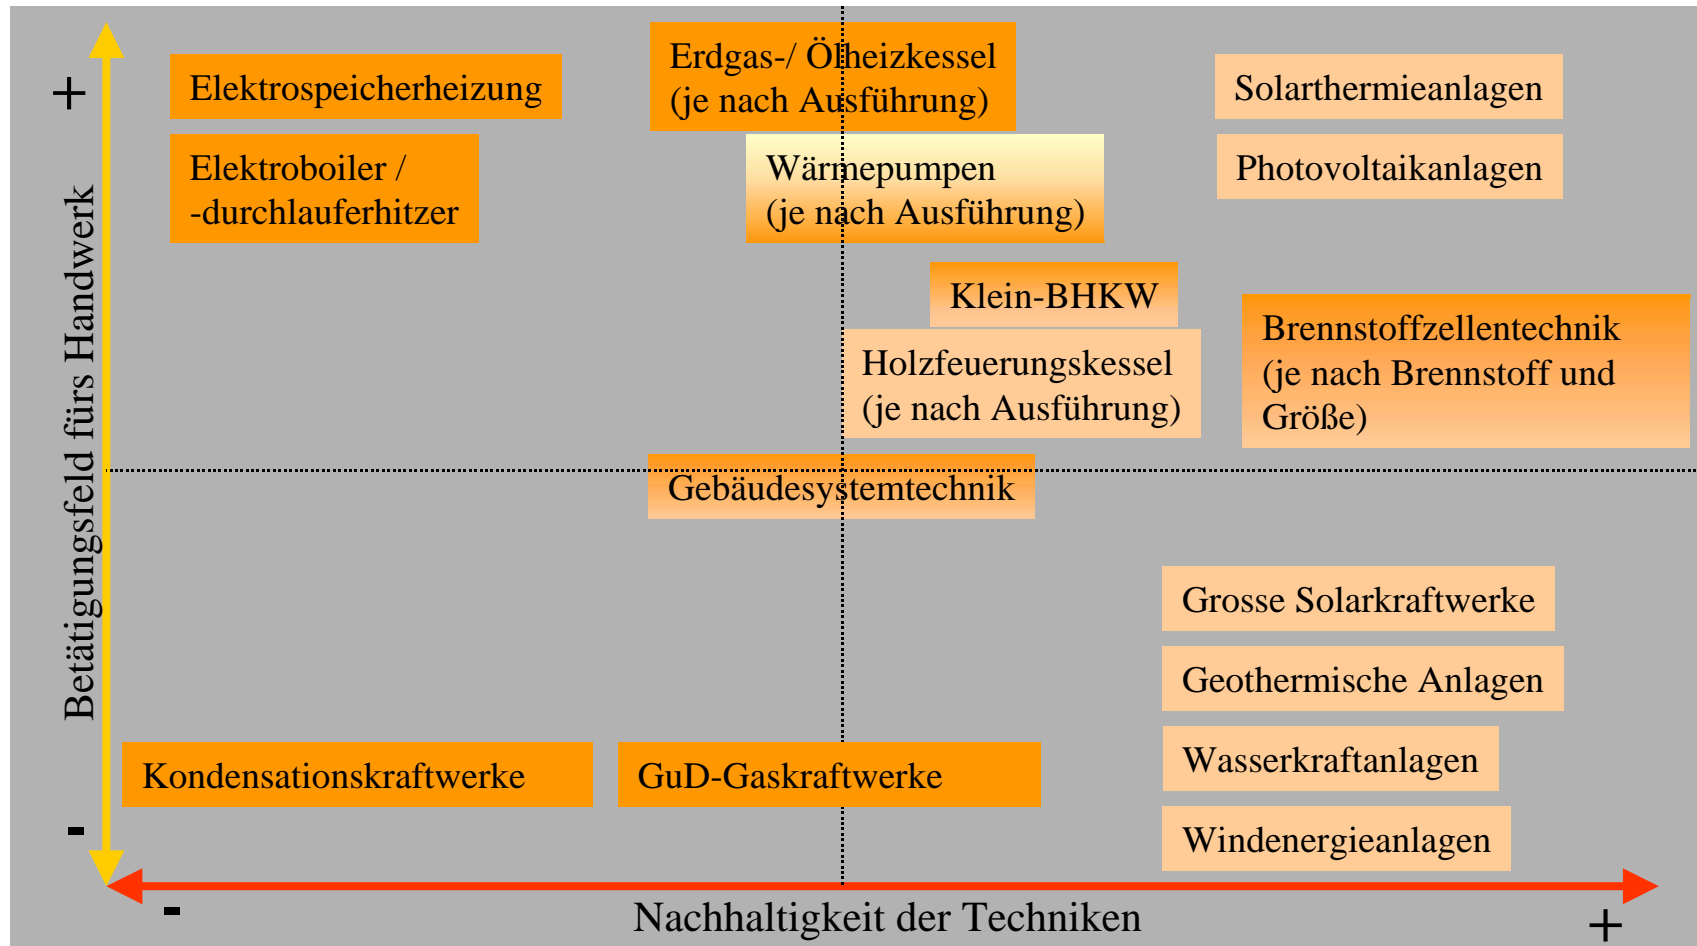 +
Elektrospeicherheizung
Erdgas-/ Ölheizkessel
(je nach Ausführung)
Solarthermieanlagen
Elektroboiler /
-durchlauferhitzer
Wärmepumpen
(je nach Ausführung)
Photovoltaikanlagen
Klein-BHKW
Holzfeuerungskessel
(je nach Ausführung)
Brennstoffzellentechnik
(je nach Brennstoff und
Größe)
Betätigungsfeld fürs Handwerk
Gebäudesystemtechnik
Grosse Solarkraftwerke
Geothermische Anlagen
Kondensationskraftwerke
GuD-Gaskraftwerke
Wasserkraftanlagen
Windenergieanlagen
-
-
Nachhaltigkeit der Techniken
+